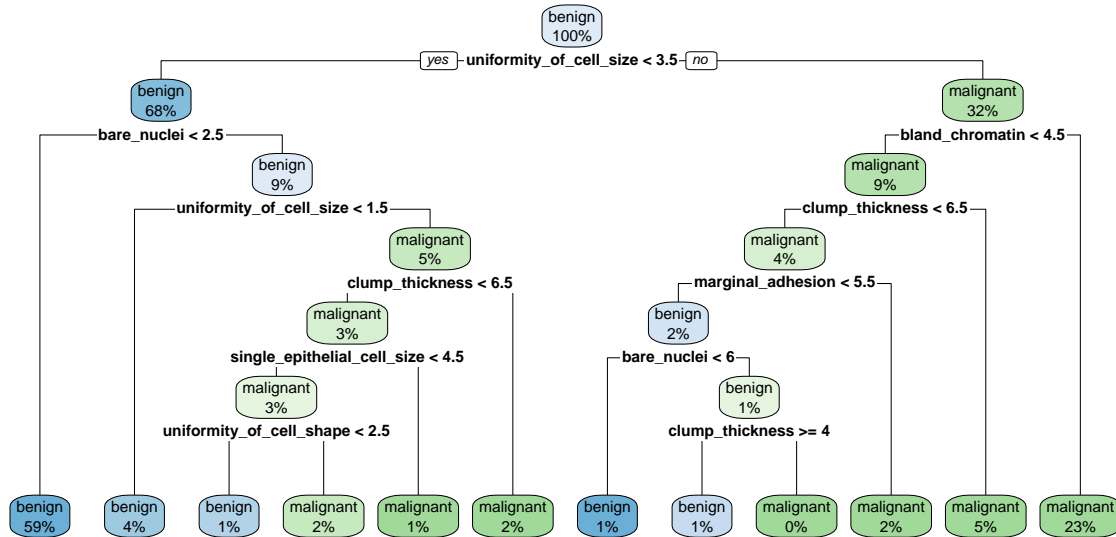 benign
100%
yes uniformity_of_cell_size < 3.5 no
benign
68%
malignant
32%
bare_nuclei < 2.5
bland_chromatin < 4.5
benign
9%
malignant
9%
uniformity_of_cell_size < 1.5
clump_thickness < 6.5
malignant
5%
malignant
4%
clump_thickness < 6.5
marginal_adhesion < 5.5
malignant
3%
benign
2%
single_epithelial_cell_size < 4.5
bare_nuclei < 6
malignant
3%
benign
1%
uniformity_of_cell_shape < 2.5
clump_thickness >= 4
benign
59%
benign
4%
benign
1%
malignant
2%
malignant
1%
malignant
2%
benign
1%
benign
1%
malignant
0%
malignant
2%
malignant
5%
malignant
23%